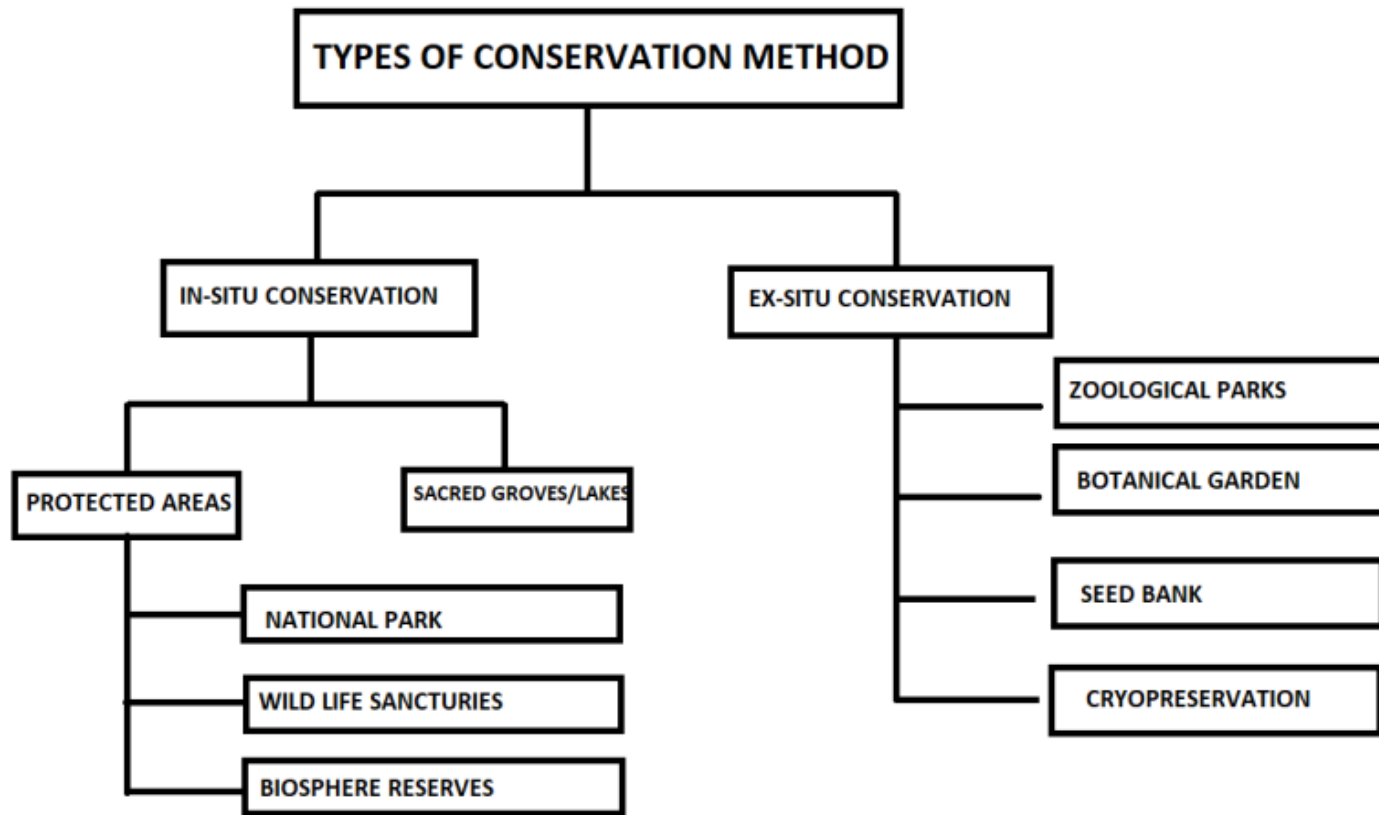 TYPES OF CONSERVATION METHOD
IN-SITU CONSERVATION
EX-SITU CONSERVATION
ZOOLOGICAL PARKS
BOTANICAL GARDEN
SEED BANK
CRYOPRESERVATION
PROTECTED AREAS
SACRED GROVES/LAKES
NATIONAL PARK
WILD LIFE SANCTURIES
BIOSPHERE RESERVES